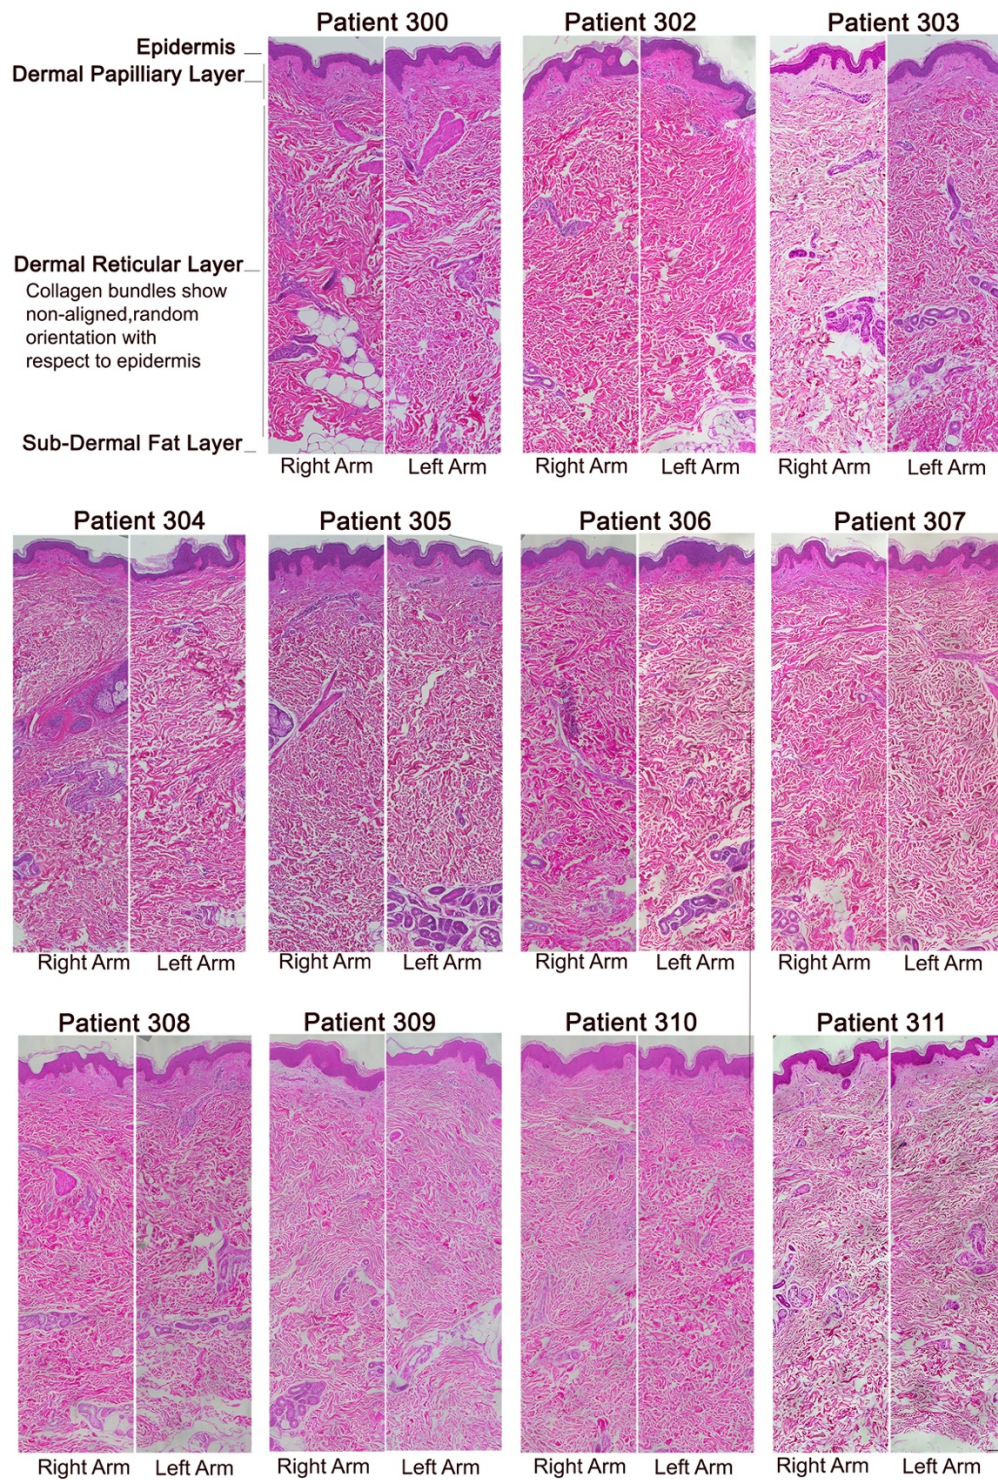 Patient 300
Patient 302
Patient 303
Epidermis
Dermal Papilliary Layer
Dermal Reticular Layer
Collagen bundles show
non-aligned,random
orientation with
respect to epidermis
Sub-Dermal Fat Layer
Right Arm
Left Arm
Right Arm
Left Arm
Right Arm
Left Arm
Patient 304
Patient 305
Patient 306
Patient 307
Right Arm
Left Arm
Right Arm
Left Arm
Right Arm
Left Arm
Right Arm
Left Arm
Patient 308
Patient 309
Patient 310
Patient 311
Right Arm
Left Arm
Right Arm
Left Arm
Right Arm
Left Arm
Right Arm
Left Arm